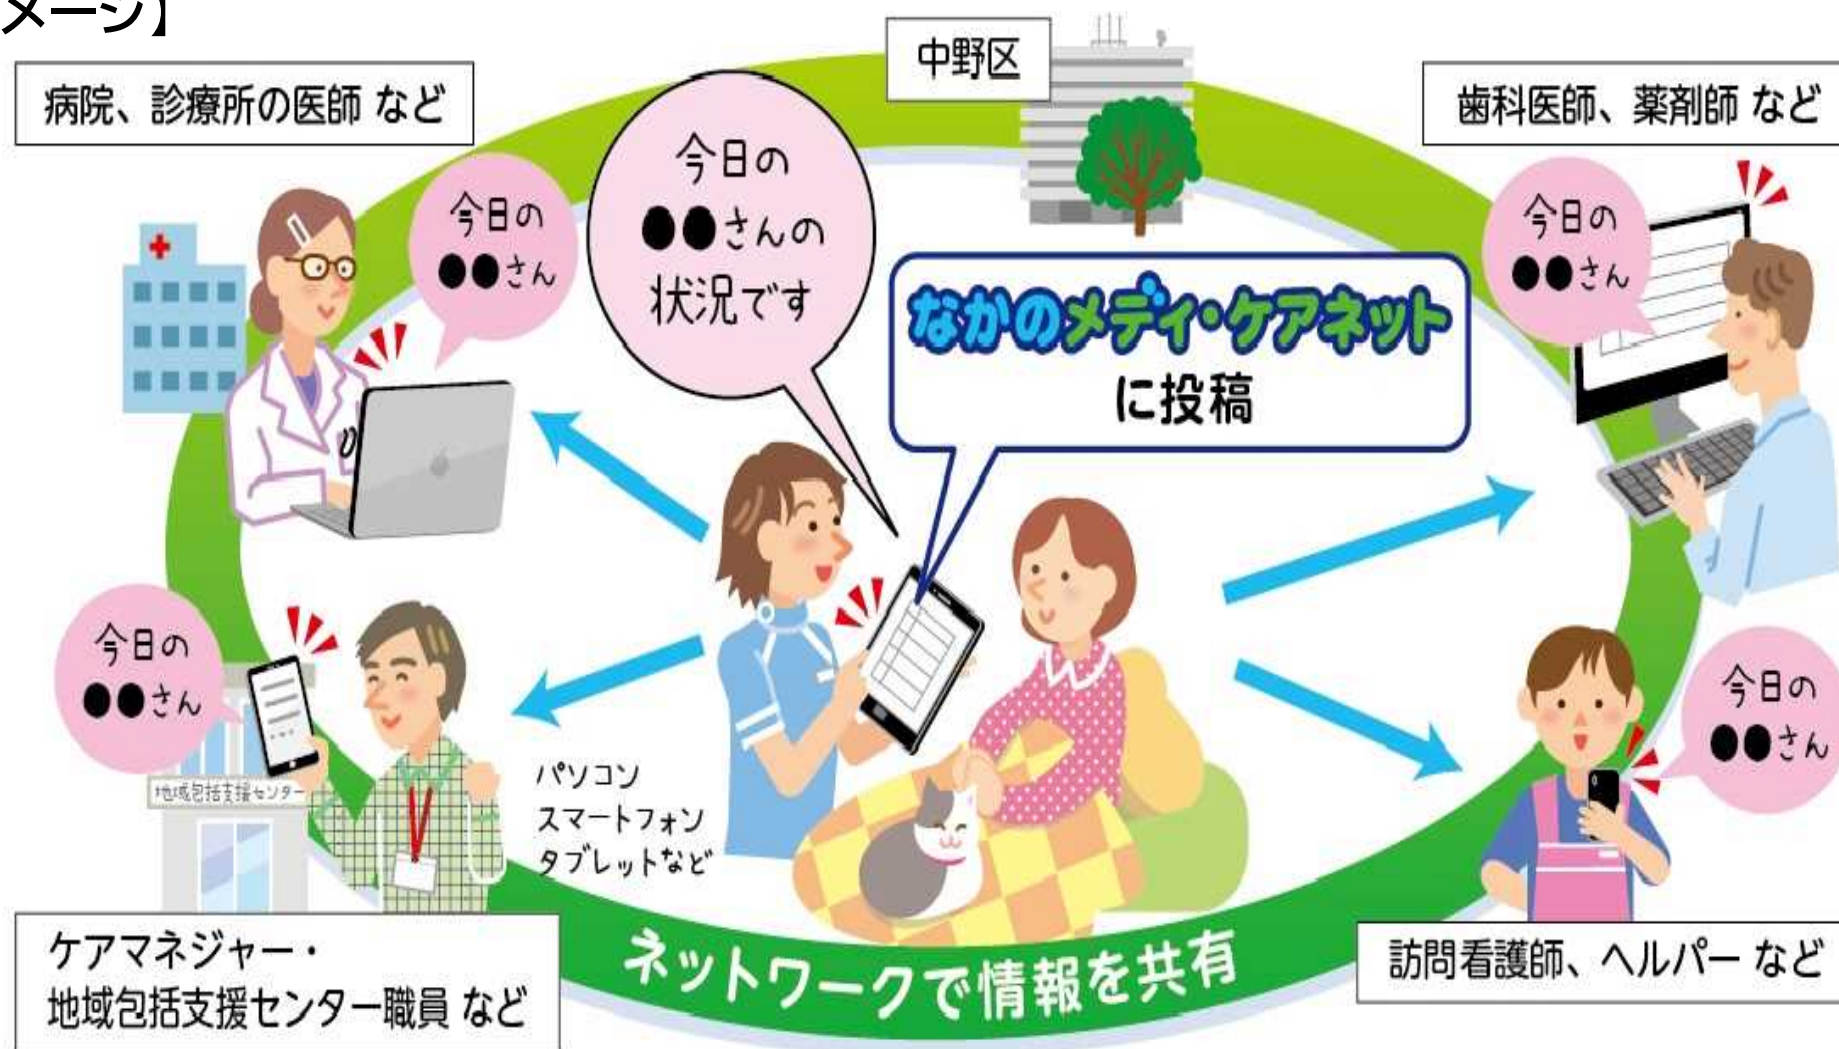 メージ】
中野区
病院、診療所の医師 など
歯科医師、薬剤師 など
今日の
●●さんの
状況です
今日の
●●さん
今日の
●●さん
なかのメディ・ケアネット
に投稿
今日の
●●さん
地域包括支援センター
パソコン
スマートフォン
タブレットなど
今日の
●●さん
ケアマネジャー・
地域包括支援センター職員 など
ネットワークで情報を共有
訪問看護師、ヘルパー など